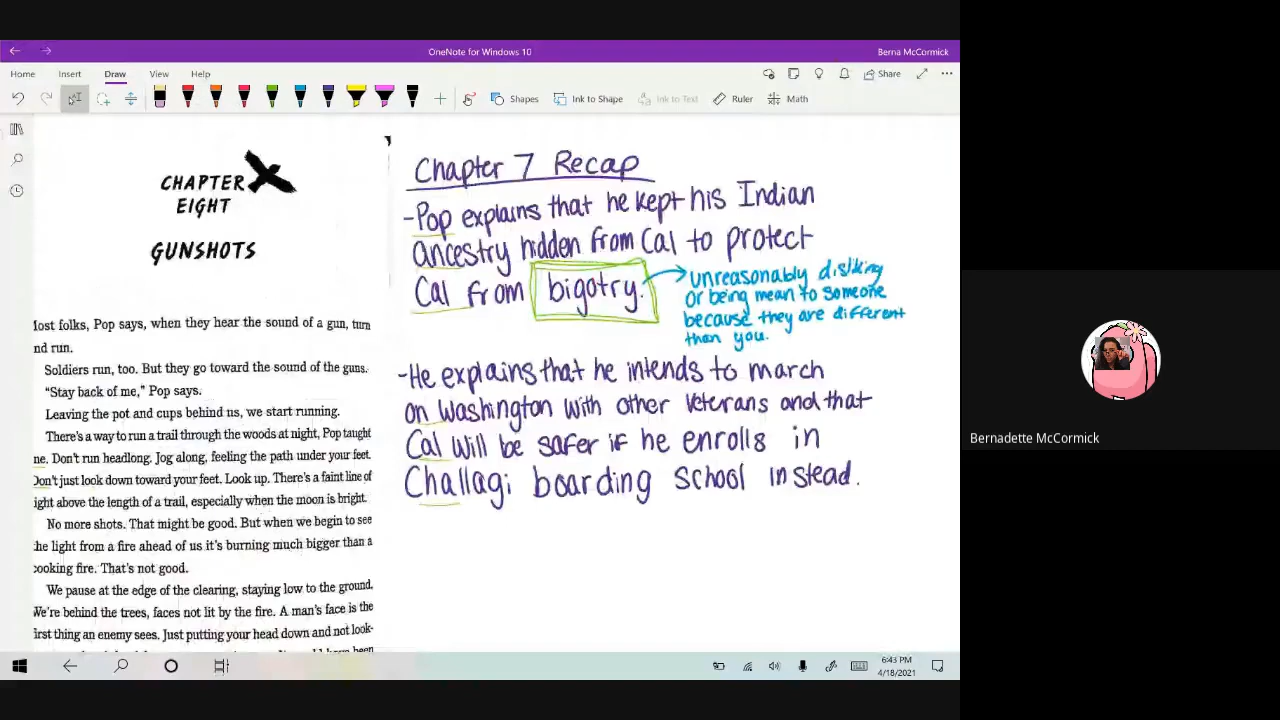 OneNote for Windows 10
Berna McCormick
Home Insert Draw View Help
Share
Shapes Ink to Shape Ink to Text Ruler Math
CHAPTER
EIGHT
GUNSHOTS
ost folks, Pop says, when they hear the sound of a gun, turn
nd run.
Soldiers run, too. But they go toward the sound of the guns.
“Stay back of me,” Pop says.
Leaving the pot and cups behind us, we start running.
There's a way to run a trail through the woods at night, Pop taught
me. Don't run headlong. Jog along, feeling the path under your feet.
Don't just look down toward your feet. Look up. There's a faint line of
ight above the length of a trail, especially when the moon is bright.
No more shots. That might be good. But when we begin to see
the light from a fire ahead of us it's burning much bigger than a
cooking fire. That's not good.
We pause at the edge of the clearing, staying low to the ground.
We're behind the trees, faces not lit by the fire. A man's face is the
first thing an enemy sees. Just putting your head down and not look-
Chapter 7 Recap
-Pop explains that he kept his Indian
ancestry hidden from Cal to protect
Cal from bigotry.
unreasonably disliking
or being mean to someone
because they are different
than you.
-He explains that he intends to march
on Washington with other veterans and that
Cal will be safer if he enrolls in
Challagi boarding school instead.
Bernadette McCormick
6:43 PM
4/18/2021